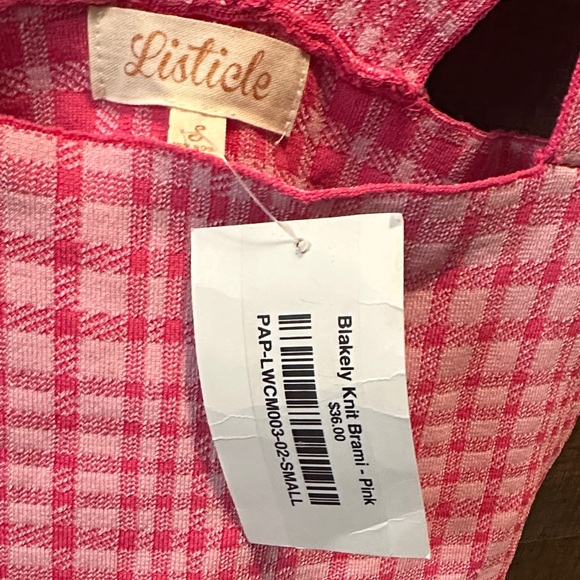 Listicle
S
Blakely Knit Brami - Pink
$36.00
PAP-LWCM003-02-SMALL